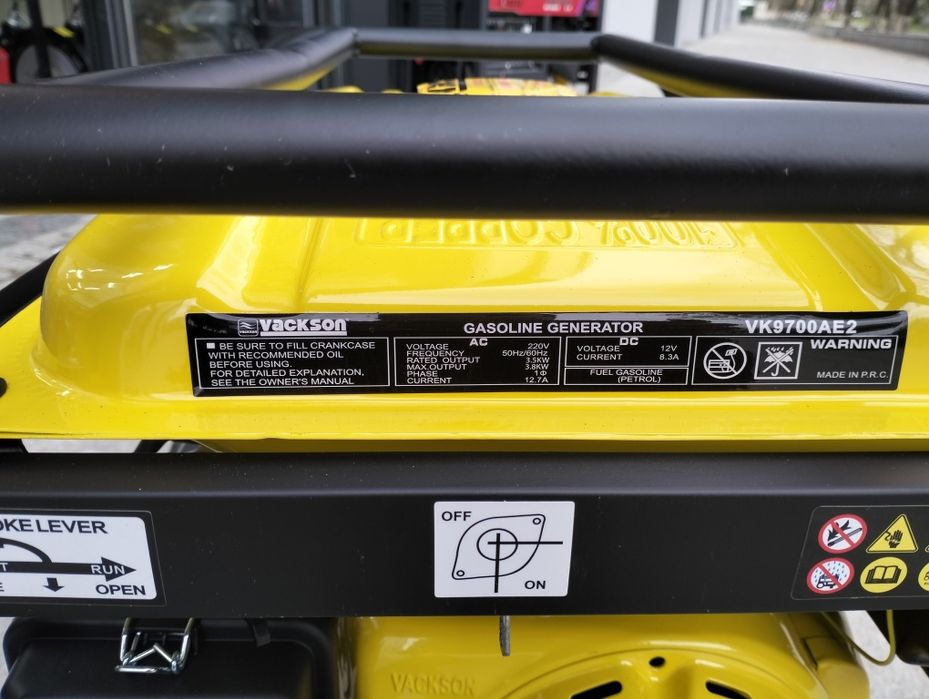 100% COPPER
VACKSON
GASOLINE GENERATOR
VK9700AE2
■ BE SURE TO FILL CRANKCASE
WITH RECOMMENDED OIL
BEFORE USING.
FOR DETAILED EXPLANATION,
SEE THE OWNER'S MANUAL
AC
VOLTAGE 220V
FREQUENCY 50Hz/60Hz
RATED OUTPUT 3.5KW
MAX.OUTPUT 3.8KW
PHASE 1Φ
CURRENT 12.7A
DC
VOLTAGE 12V
CURRENT 8.3A
FUEL GASOLINE
(PETROL)
WARNING
MADE IN P.R.C.
OKE LEVER
RUN
OPEN
OFF
ON
VACKSON